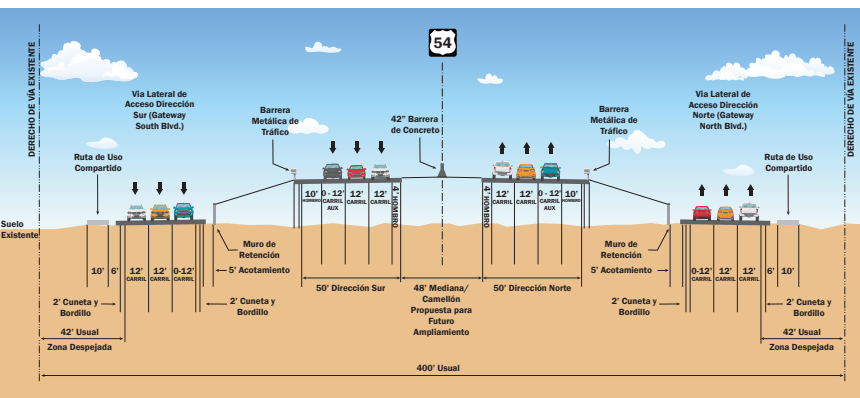 54
DERECHO DE VÍA EXISTENTE
Via Lateral de
Acceso Dirección
Sur (Gateway
South Blvd.)
Barrera
Metálica de
Tráfico
42" Barrera
de Concreto
Barrera
Metálica de
Tráfico
Via Lateral de
Acceso Dirección
Norte (Gateway
North Blvd.)
DERECHO DE VÍA EXISTENTE
Ruta de Uso
Compartido
Ruta de Uso
Compartido
10'
HOMBRO
0 - 12'
CARRIL
AUX
12'
CARRIL
12'
CARRIL
4' HOMBRO
4' HOMBRO
12'
CARRIL
12'
CARRIL
0 - 12'
CARRIL
AUX
10'
HOMBRO
Suelo
Existente
Muro de
Retención
Muro de
Retención
10'
6'
12'
CARRIL
12'
CARRIL
0-12'
CARRIL
5' Acotamiento
5' Acotamiento
0-12'
CARRIL
12'
CARRIL
12'
CARRIL
6'
10'
50' Dirección Sur
48' Mediana/
Camellón
Propuesta para
Futuro
Ampliamiento
50' Dirección Norte
2' Cuneta y
Bordillo
2' Cuneta y
Bordillo
2' Cuneta y
Bordillo
2' Cuneta y
Bordillo
42' Usual
Zona Despejada
42' Usual
Zona Despejada
400' Usual